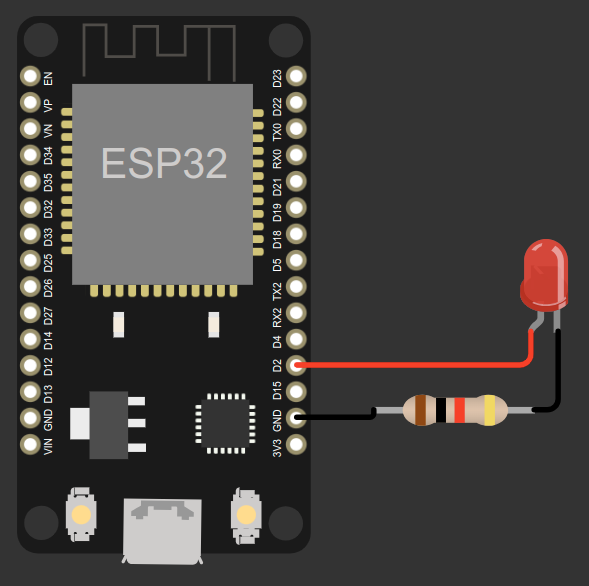 ESP32
EN
VP
VN
D34
D35
D32
D33
D25
D26
D27
D14
D12
D13
GND
VIN
D23
D22
TX0
RX0
D21
D19
D18
D5
TX2
RX2
D4
D2
D15
GND
3V3